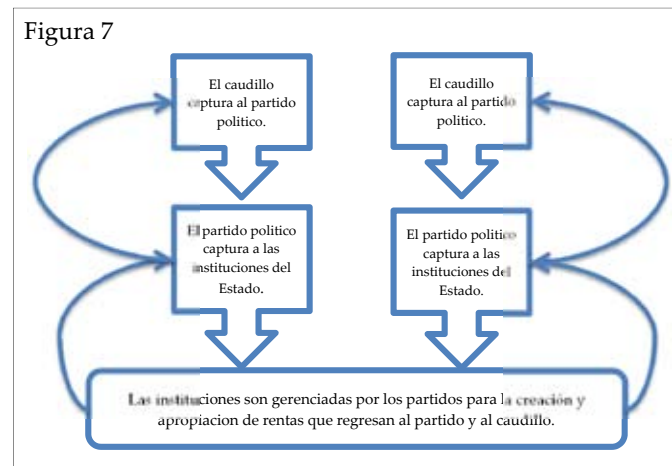 Figura 7
El caudillo
captura al partido
politico.
El caudillo
captura al partido
politico.
El partido politico
captura a las
instituciones del
Estado.
El partido politico
captura a las
instituciones del
Estado.
Las instituciones son gerenciadas por los partidos para la creación y
apropiacion de rentas que regresan al partido y al caudillo.